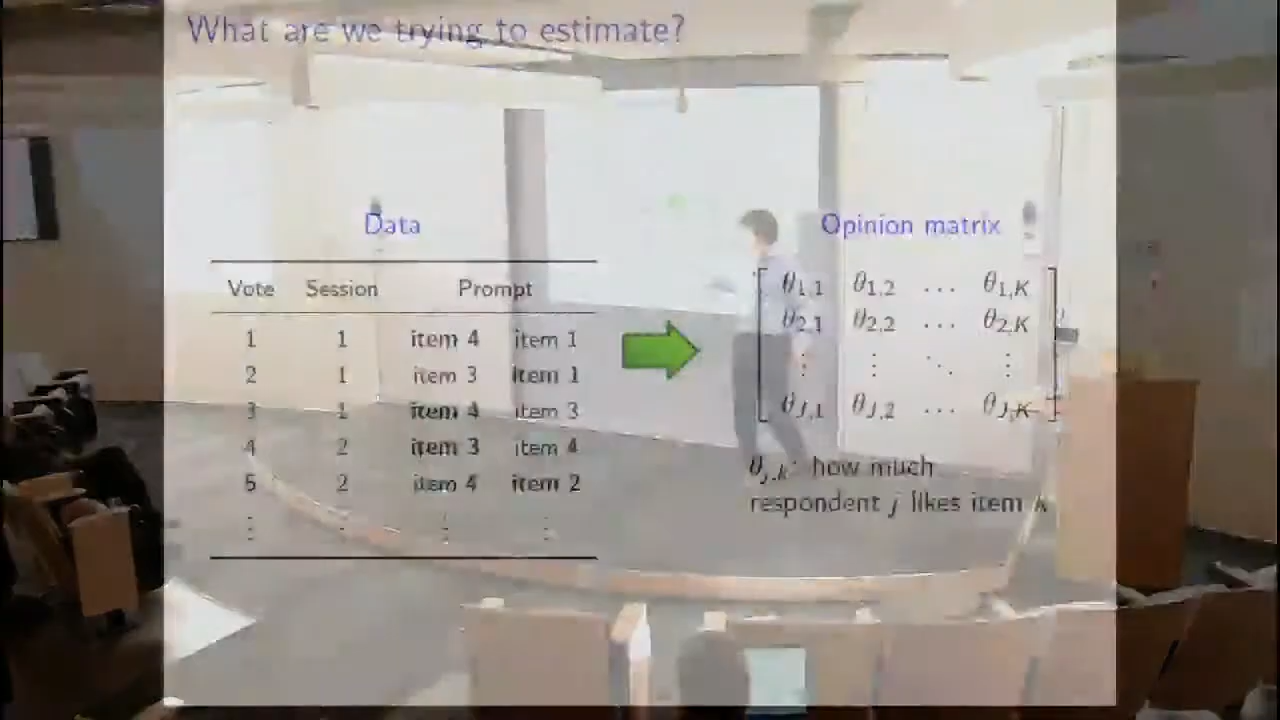 What are we trying to estimate?
Data
Vote Session Prompt
1 1 item 4 item 1
2 1 item 3 item 1
3 1 item 4 item 3
4 2 item 3 item 4
5 2 item 4 item 2
⋮ ⋮ ⋮ ⋮
Opinion matrix
θ1,1 θ1,2 … θ1,K
θ2,1 θ2,2 … θ2,K
⋮ ⋮ ⋱ ⋮
θJ,1 θJ,2 … θJ,K
θj,k: how much
respondent j likes item k